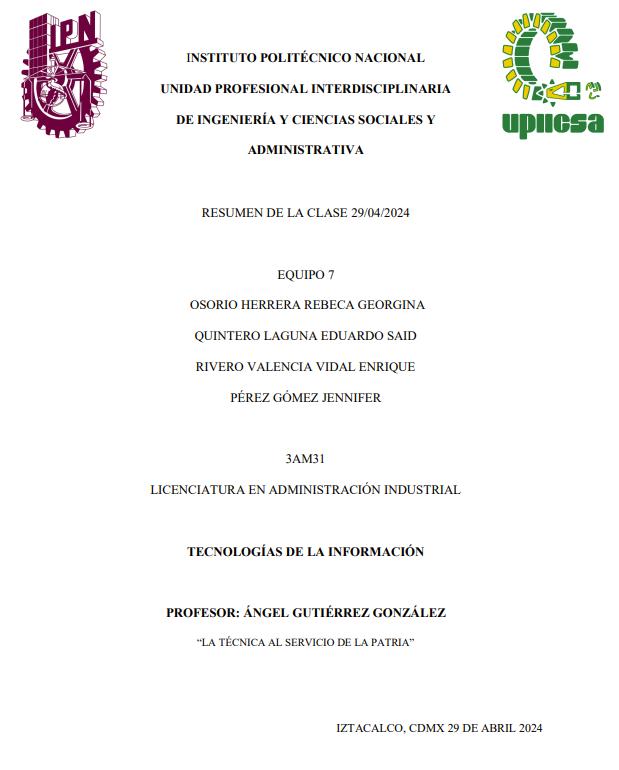 IPN
upiicsa
INSTITUTO POLITÉCNICO NACIONAL
UNIDAD PROFESIONAL INTERDISCIPLINARIA
DE INGENIERÍA Y CIENCIAS SOCIALES Y
ADMINISTRATIVA
RESUMEN DE LA CLASE 29/04/2024
EQUIPO 7
OSORIO HERRERA REBECA GEORGINA
QUINTERO LAGUNA EDUARDO SAID
RIVERO VALENCIA VIDAL ENRIQUE
PÉREZ GÓMEZ JENNIFER
3AM31
LICENCIATURA EN ADMINISTRACIÓN INDUSTRIAL
TECNOLOGÍAS DE LA INFORMACIÓN
PROFESOR: ÁNGEL GUTIÉRREZ GONZÁLEZ
“LA TÉCNICA AL SERVICIO DE LA PATRIA”
IZTACALCO, CDMX 29 DE ABRIL 2024